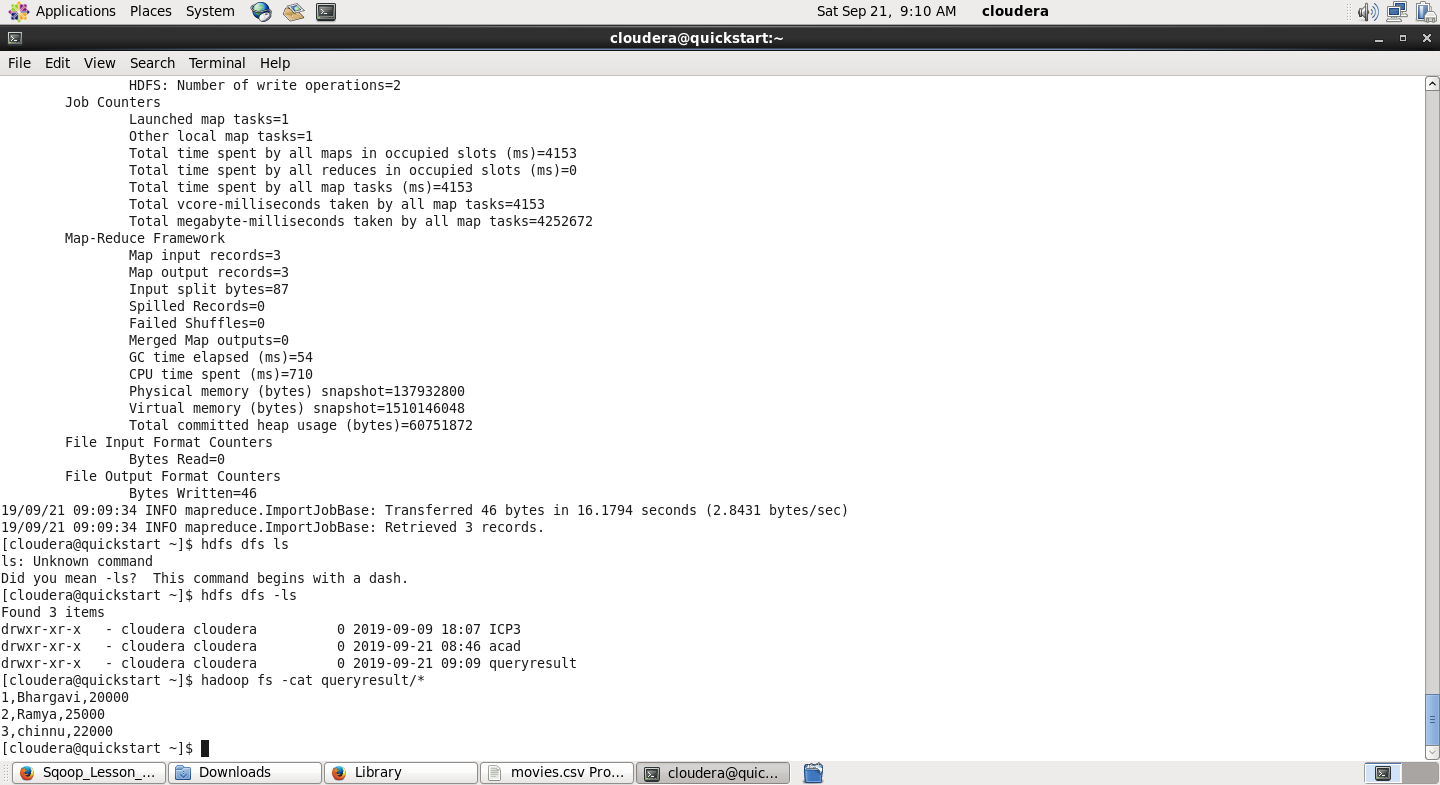 Applications Places System Sat Sep 21, 9:10 AM cloudera
cloudera@quickstart:~
File Edit View Search Terminal Help
HDFS: Number of write operations=2
Job Counters
Launched map tasks=1
Other local map tasks=1
Total time spent by all maps in occupied slots (ms)=4153
Total time spent by all reduces in occupied slots (ms)=0
Total time spent by all map tasks (ms)=4153
Total vcore-milliseconds taken by all map tasks=4153
Total megabyte-milliseconds taken by all map tasks=4252672
Map-Reduce Framework
Map input records=3
Map output records=3
Input split bytes=87
Spilled Records=0
Failed Shuffles=0
Merged Map outputs=0
GC time elapsed (ms)=54
CPU time spent (ms)=710
Physical memory (bytes) snapshot=137932800
Virtual memory (bytes) snapshot=1510146048
Total committed heap usage (bytes)=60751872
File Input Format Counters
Bytes Read=0
File Output Format Counters
Bytes Written=46
19/09/21 09:09:34 INFO mapreduce.ImportJobBase: Transferred 46 bytes in 16.1794 seconds (2.8431 bytes/sec)
19/09/21 09:09:34 INFO mapreduce.ImportJobBase: Retrieved 3 records.
[cloudera@quickstart ~]$ hdfs dfs ls
ls: Unknown command
Did you mean -ls?  This command begins with a dash.
[cloudera@quickstart ~]$ hdfs dfs -ls
Found 3 items
drwxr-xr-x   - cloudera cloudera          0 2019-09-09 18:07 ICP3
drwxr-xr-x   - cloudera cloudera          0 2019-09-21 08:46 acad
drwxr-xr-x   - cloudera cloudera          0 2019-09-21 09:09 queryresult
[cloudera@quickstart ~]$ hadoop fs -cat queryresult/*
1,Bhargavi,20000
2,Ramya,25000
3,chinnu,22000
[cloudera@quickstart ~]$
Sqoop_Lesson_... Downloads Library movies.csv Pro... cloudera@quic...